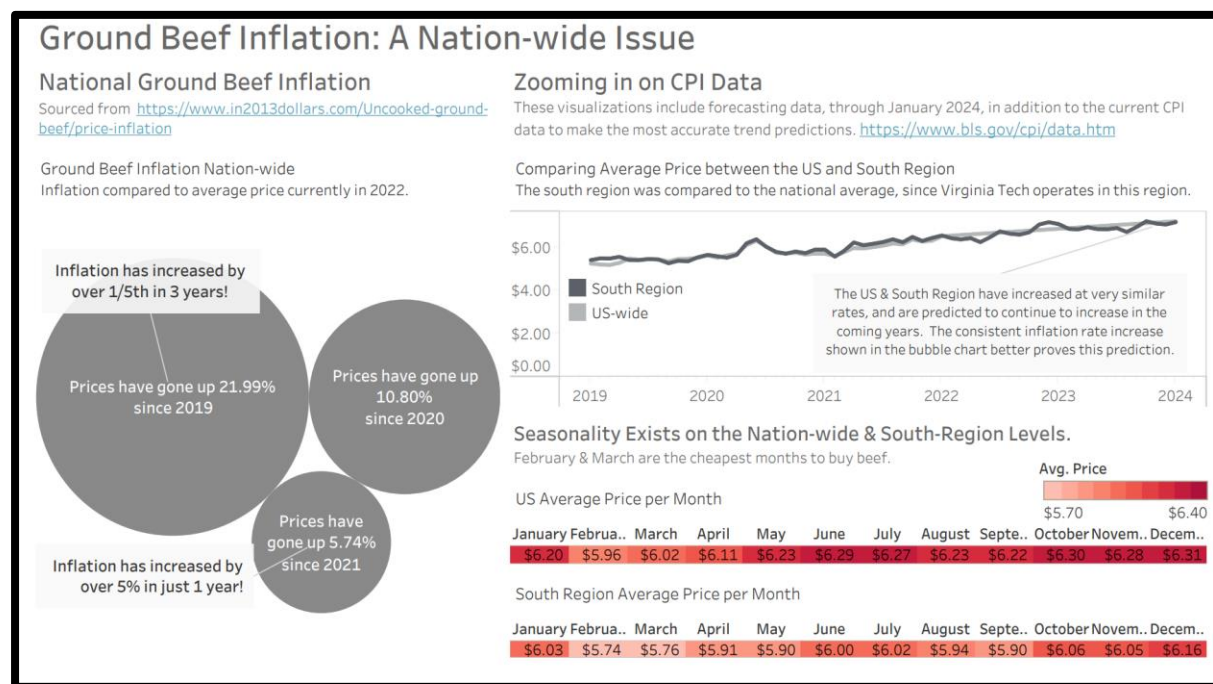 Ground Beef Inflation: A Nation-wide Issue
National Ground Beef Inflation
Sourced from https://www.in2013dollars.com/Uncooked-ground-
beef/price-inflation
Ground Beef Inflation Nation-wide
Inflation compared to average price currently in 2022.
Inflation has increased by
over 1/5th in 3 years!
Prices have gone up 21.99%
since 2019
Prices have gone up
10.80%
since 2020
Prices have
gone up 5.74%
since 2021
Inflation has increased by
over 5% in just 1 year!
Zooming in on CPI Data
These visualizations include forecasting data, through January 2024, in addition to the current CPI
data to make the most accurate trend predictions. https://www.bls.gov/cpi/data.htm
Comparing Average Price between the US and South Region
The south region was compared to the national average, since Virginia Tech operates in this region.
$6.00
$4.00
$2.00
$0.00
South Region
US-wide
The US & South Region have increased at very similar
rates, and are predicted to continue to increase in the
coming years. The consistent inflation rate increase
shown in the bubble chart better proves this prediction.
2019 2020 2021 2022 2023 2024
Seasonality Exists on the Nation-wide & South-Region Levels.
February & March are the cheapest months to buy beef.
Avg. Price
$5.70 $6.40
US Average Price per Month
January Februa.. March April May June July August Septe.. October Novem.. Decem..
$6.20 $5.96 $6.02 $6.11 $6.23 $6.29 $6.27 $6.23 $6.22 $6.30 $6.28 $6.31
South Region Average Price per Month
January Februa.. March April May June July August Septe.. October Novem.. Decem..
$6.03 $5.74 $5.76 $5.91 $5.90 $6.00 $6.02 $5.94 $5.90 $6.06 $6.05 $6.16